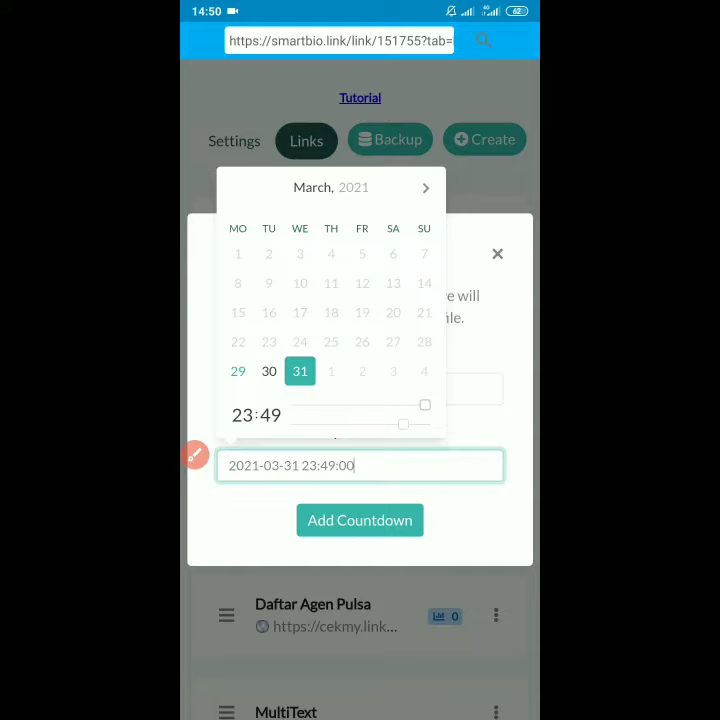 14:50
4G
62
https://smartbio.link/link/151755?tab=
Tutorial
Settings Links Backup Create
March, 2021
MO TU WE TH FR SA SU
1 2 3 4 5 6 7
8 9 10 11 12 13 14
15 16 17 18 19 20 21
22 23 24 25 26 27 28
29 30 31 1 2 3 4
23:49
will
ile.
2021-03-31 23:49:00
Add Countdown
Daftar Agen Pulsa
0
https://cekmy.link...
MultiText